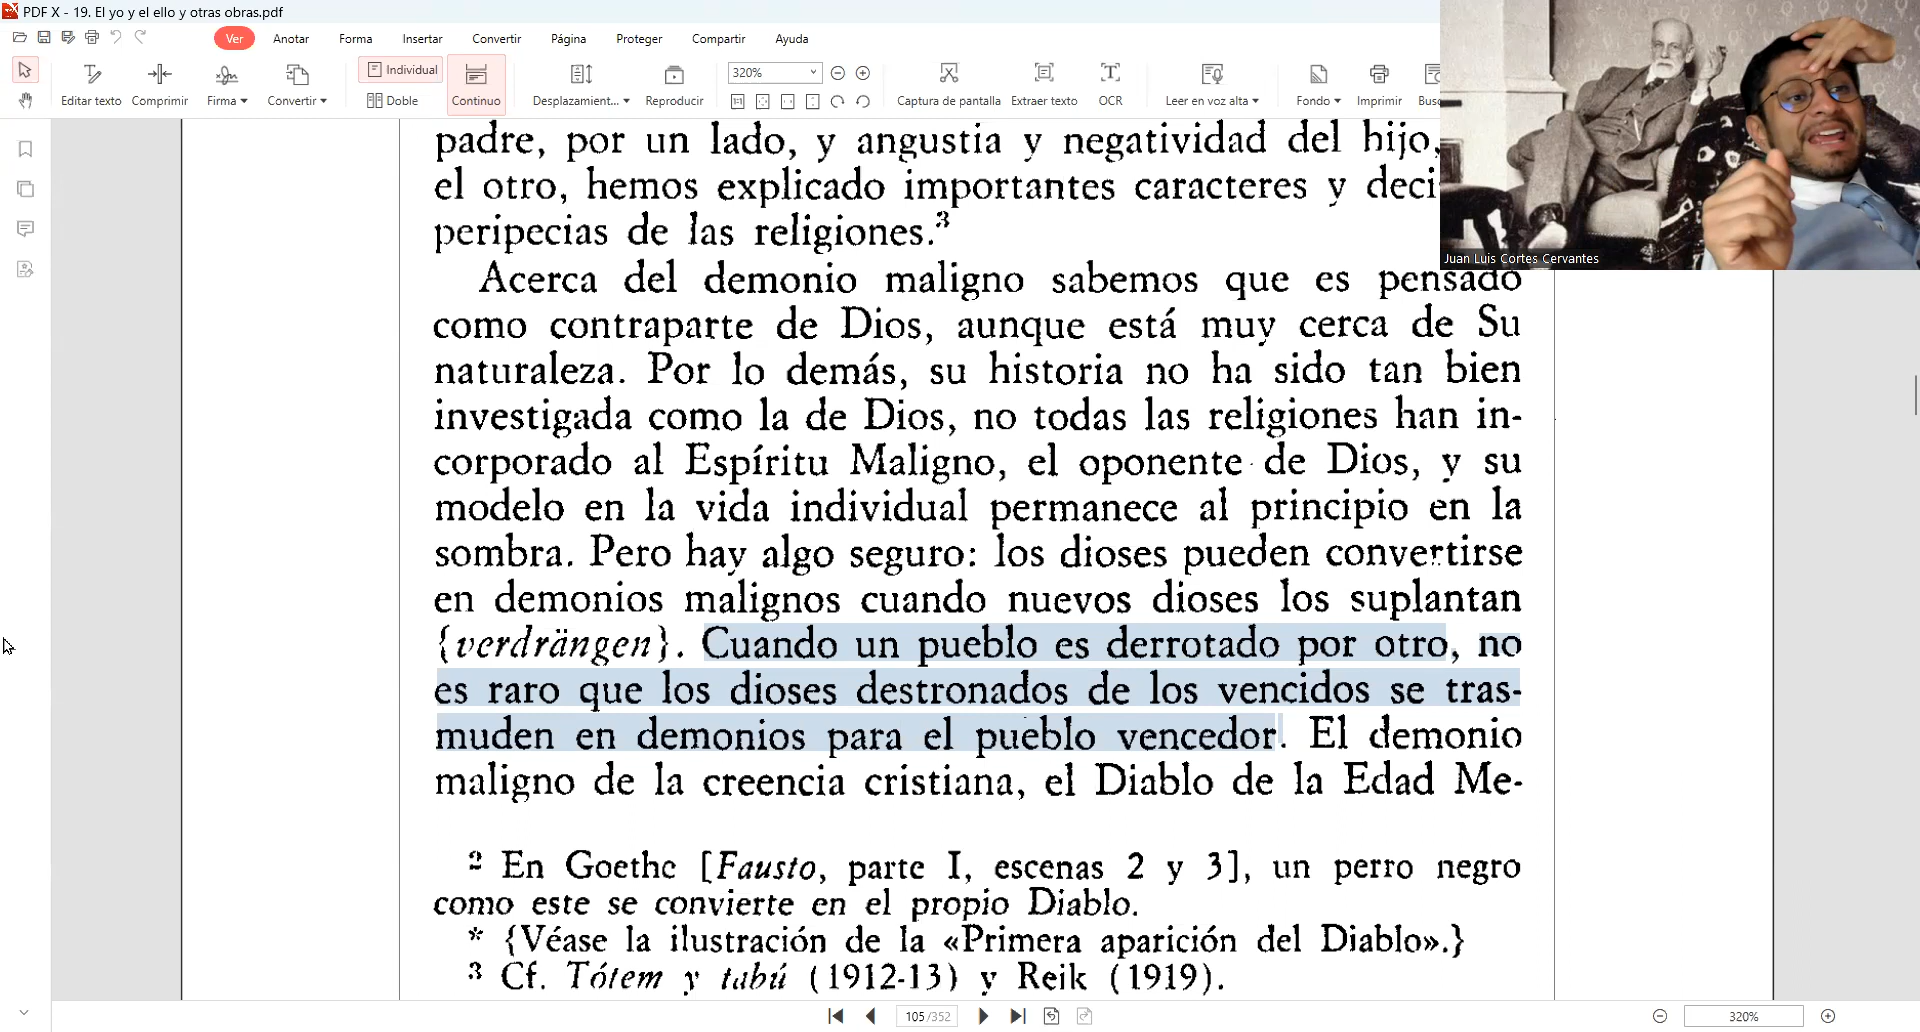 PDF X - 19. El yo y el ello y otras obras.pdf
Ver Anotar Forma Insertar Convertir Página Proteger Compartir Ayuda
Individual 320%
Editar texto Comprimir Firma Convertir Doble Continuo Desplazamient... Reproducir Captura de pantalla Extraer texto OCR Leer en voz alta Fondo Imprimir
Juan Luis Cortes Cervantes
padre, por un lado, y angustia y negatividad del hijo,
el otro, hemos explicado importantes caracteres y deci
peripecias de las religiones.³
Acerca del demonio maligno sabemos que es pensado
como contraparte de Dios, aunque está muy cerca de Su
naturaleza. Por lo demás, su historia no ha sido tan bien
investigada como la de Dios, no todas las religiones han in-
corporado al Espíritu Maligno, el oponente de Dios, y su
modelo en la vida individual permanece al principio en la
sombra. Pero hay algo seguro: los dioses pueden convertirse
en demonios malignos cuando nuevos dioses los suplantan
{verdrängen}. Cuando un pueblo es derrotado por otro, no
es raro que los dioses destronados de los vencidos se tras-
muden en demonios para el pueblo vencedor. El demonio
maligno de la creencia cristiana, el Diablo de la Edad Me-
² En Goethe [Fausto, parte I, escenas 2 y 3], un perro negro
como este se convierte en el propio Diablo.
* {Véase la ilustración de la «Primera aparición del Diablo».}
³ Cf. Tótem y tabú (1912-13) y Reik (1919).
105/352 320%